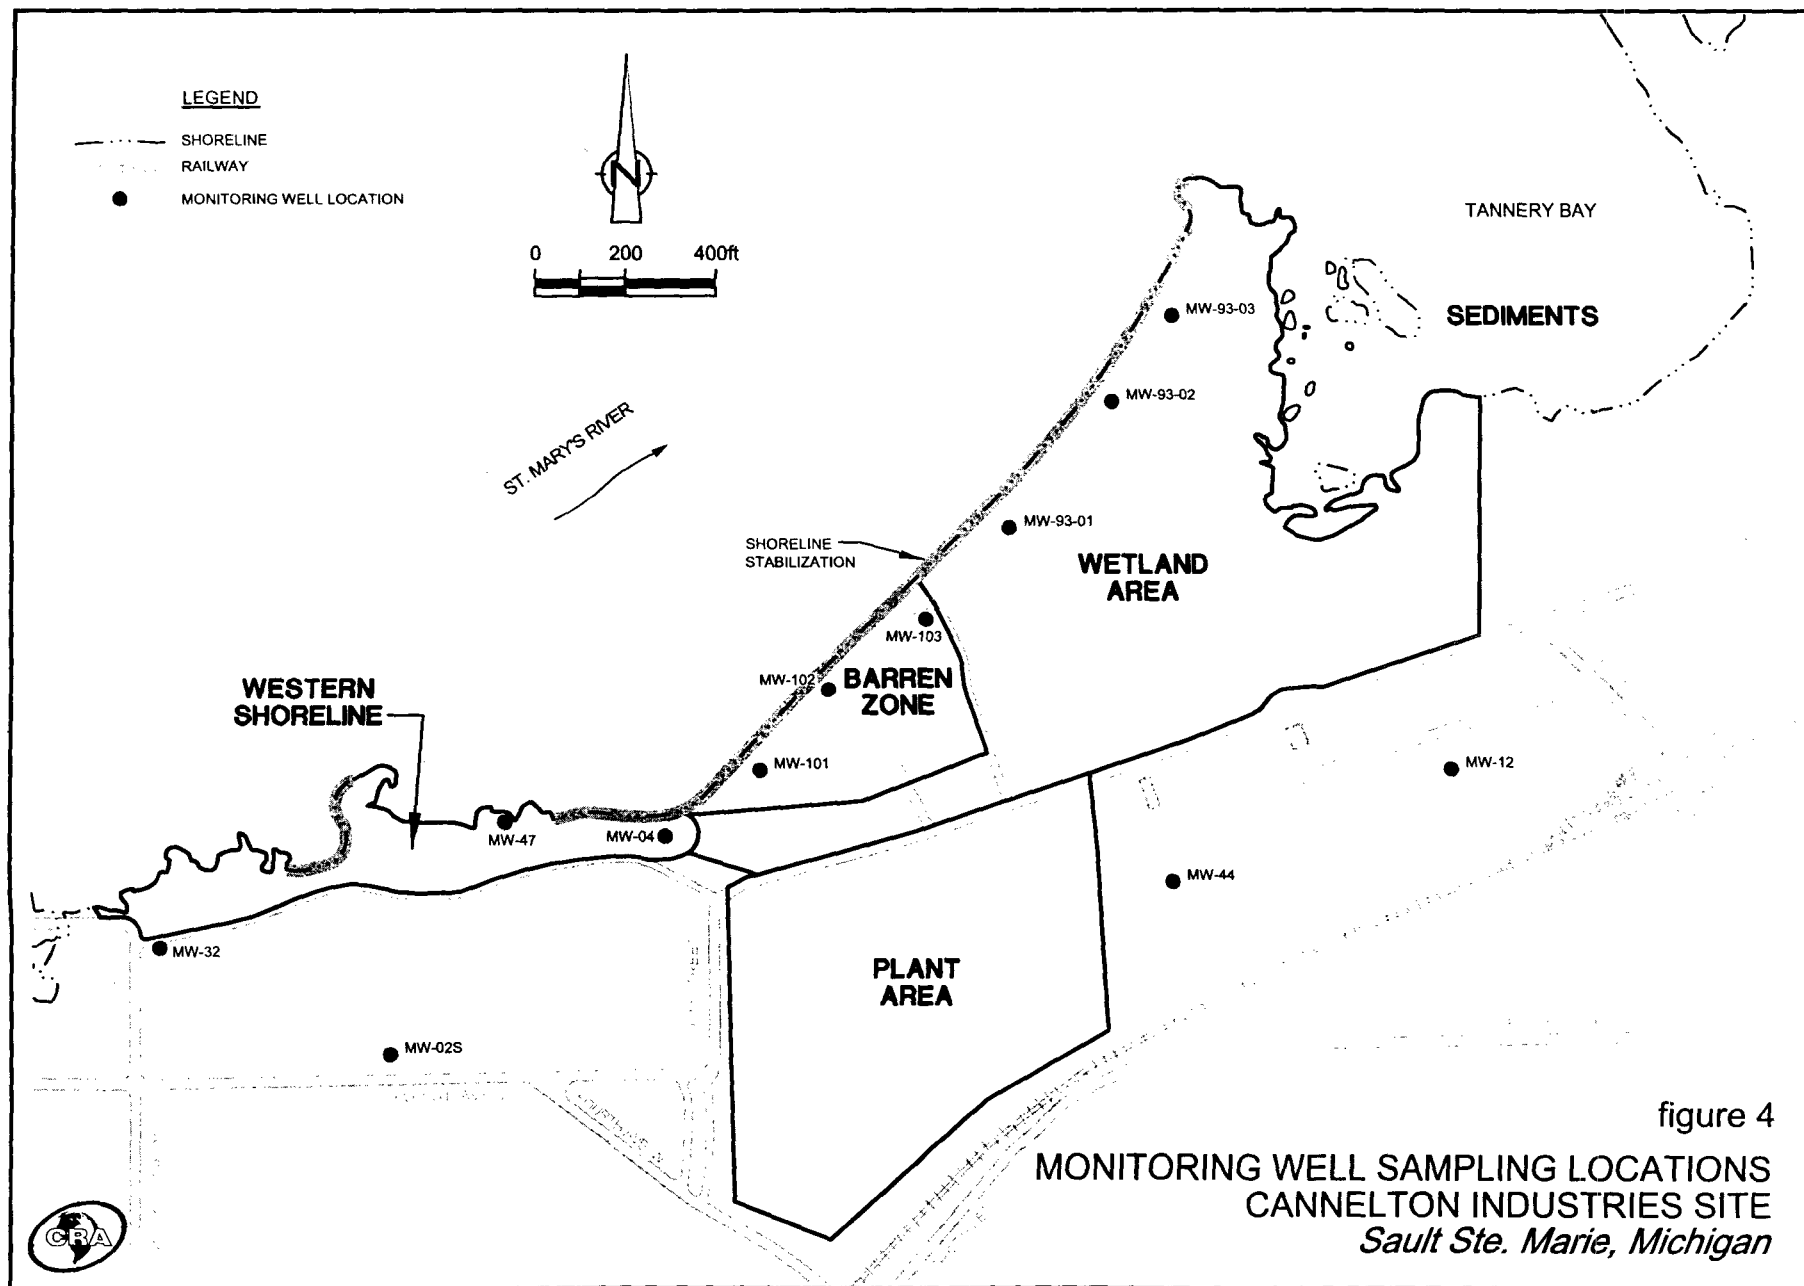 LEGEND
SHORELINE
RAILWAY
MONITORING WELL LOCATION
N
0 200 400ft
TANNERY BAY
SEDIMENTS
MW-93-03
MW-93-02
ST. MARY'S RIVER
MW-93-01
SHORELINE
STABILIZATION
WETLAND
AREA
MW-103
MW-102
BARREN
ZONE
WESTERN
SHORELINE
MW-101
MW-12
MW-47
MW-04
MW-44
MW-32
PLANT
AREA
MW-02S
figure 4
MONITORING WELL SAMPLING LOCATIONS
CANNELTON INDUSTRIES SITE
Sault Ste. Marie, Michigan
CRA